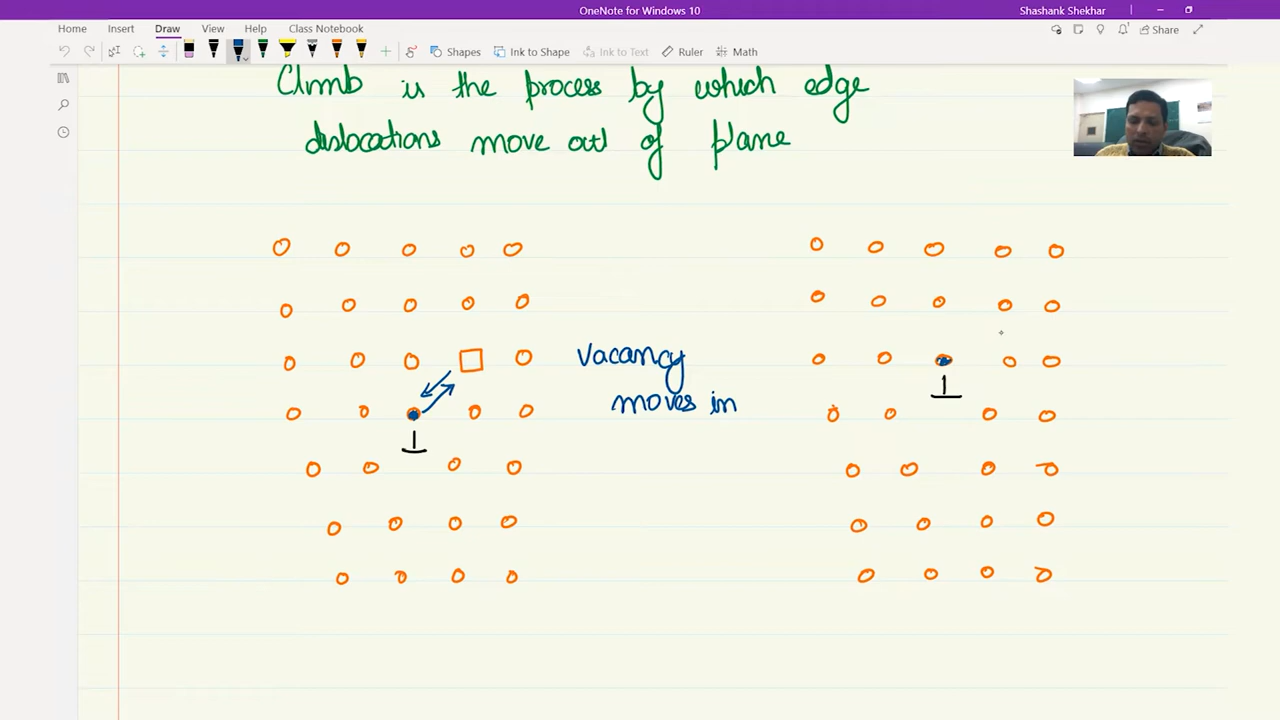 OneNote for Windows 10
Shashank Shekhar
Home Insert Draw View Help Class Notebook
Share
Shapes Ink to Shape Ink to Text Ruler Math
Climb is the process by which edge
dislocations move out of plane
vacancy
moves in